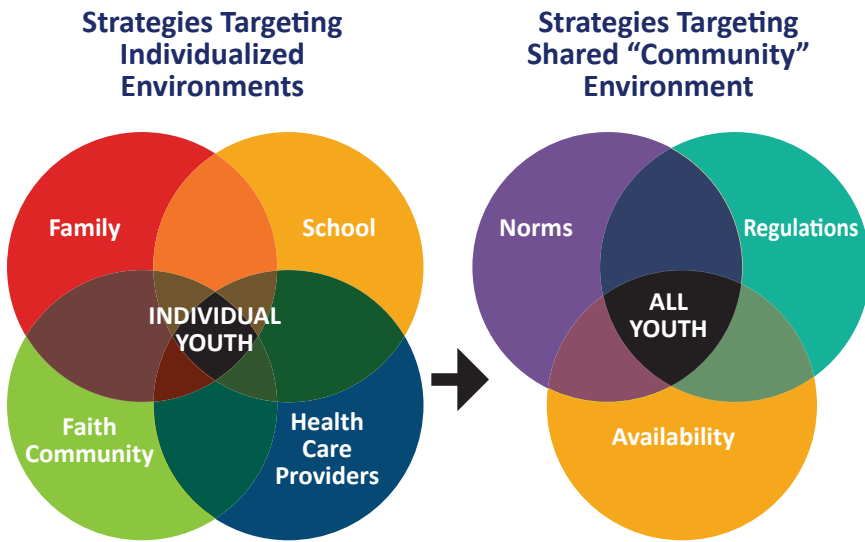 Strategies Targeting
Individualized
Environments
Strategies Targeting
Shared “Community”
Environment
Family
School
INDIVIDUAL
YOUTH
Faith
Community
Health
Care
Providers
Norms
Regulations
ALL
YOUTH
Availability